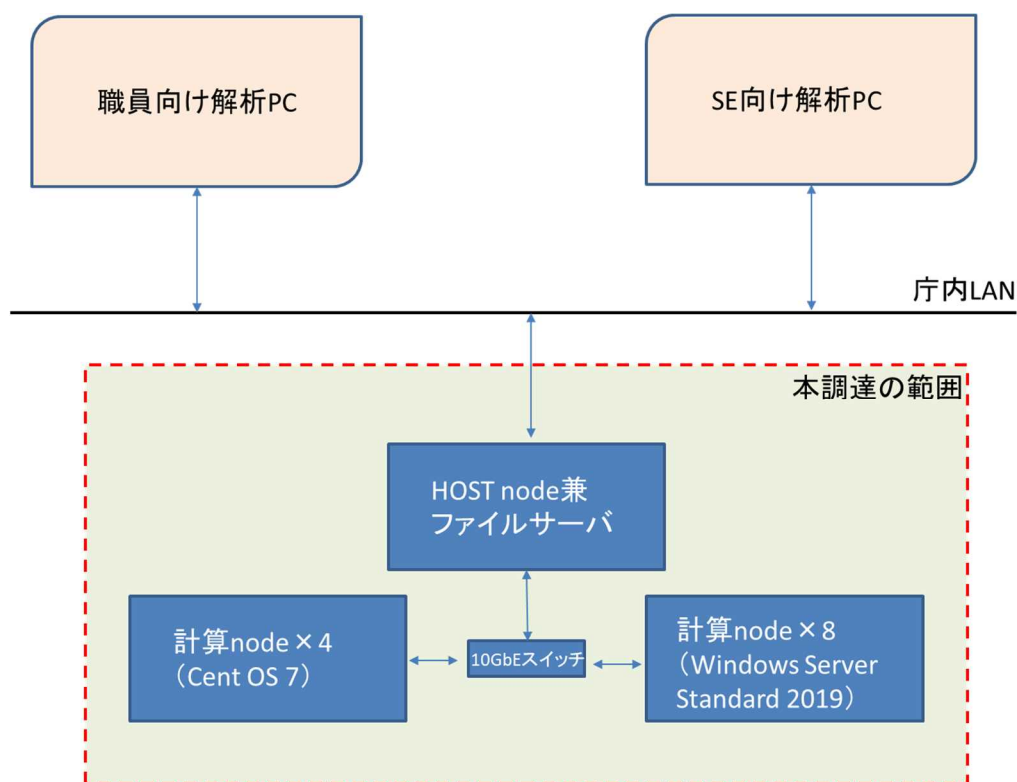 職員向け解析PC
SE向け解析PC
庁内LAN
本調達の範囲
HOST node兼
ファイルサーバ
計算node×4
（Cent OS 7）
10GbEスイッチ
計算node×8
（Windows Server
Standard 2019）